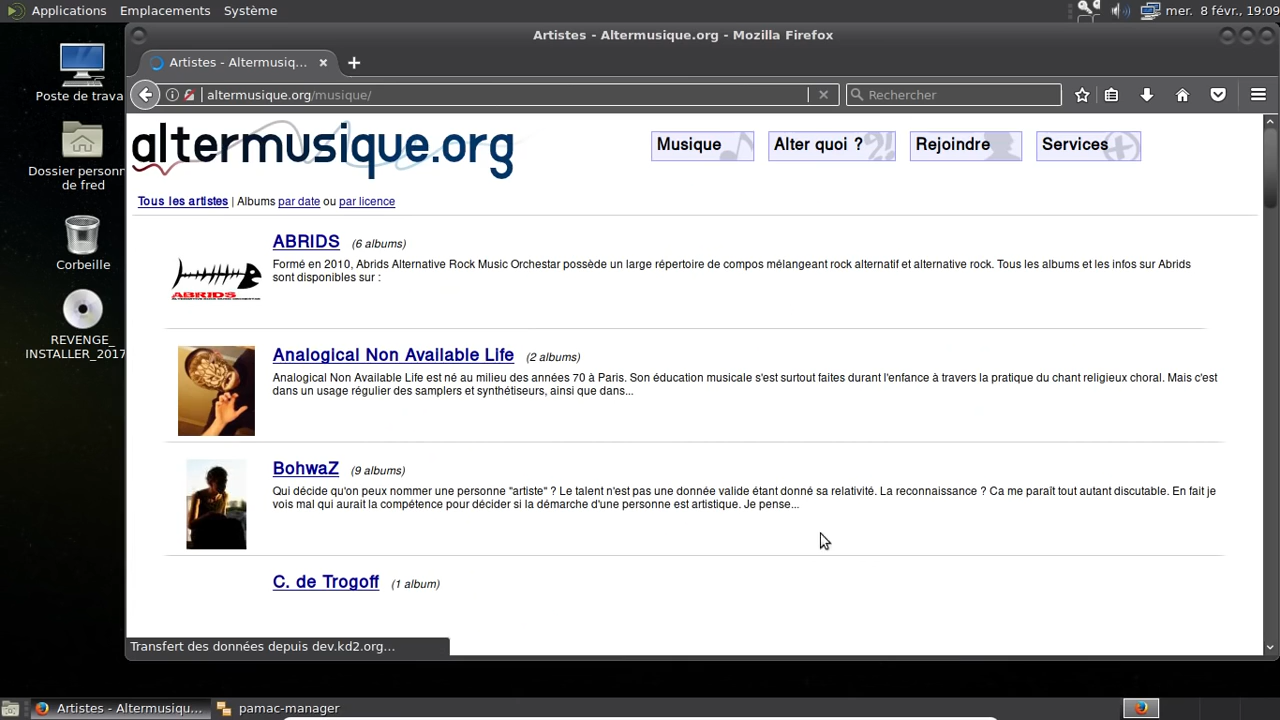 Applications Emplacements Système mer. 8 févr., 19:09
Artistes - Altermusique.org - Mozilla Firefox
Artistes - Altermusiq...
altermusique.org/musique/ Rechercher
Poste de trava
Dossier personn
de fred
Corbeille
REVENGE_
INSTALLER_2017
altermusique.org
Musique Alter quoi ? Rejoindre Services
Tous les artistes | Albums par date ou par licence
ABRIDS (6 albums)
Formé en 2010, Abrids Alternative Rock Music Orchestar possède un large répertoire de compos mélangeant rock alternatif et alternative rock. Tous les albums et les infos sur Abrids
sont disponibles sur :
ABRIDS
Analogical Non Available Life (2 albums)
Analogical Non Available Life est né au milieu des années 70 à Paris. Son éducation musicale s'est surtout faites durant l'enfance à travers la pratique du chant religieux choral. Mais c'est
dans un usage régulier des samplers et synthétiseurs, ainsi que dans...
BohwaZ (9 albums)
Qui décide qu'on peux nommer une personne "artiste" ? Le talent n'est pas une donnée valide étant donné sa relativité. La reconnaissance ? Ca me paraît tout autant discutable. En fait je
vois mal qui aurait la compétence pour décider si la démarche d'une personne est artistique. Je pense...
C. de Trogoff (1 album)
Transfert des données depuis dev.kd2.org...
Artistes - Altermusiqu... pamac-manager